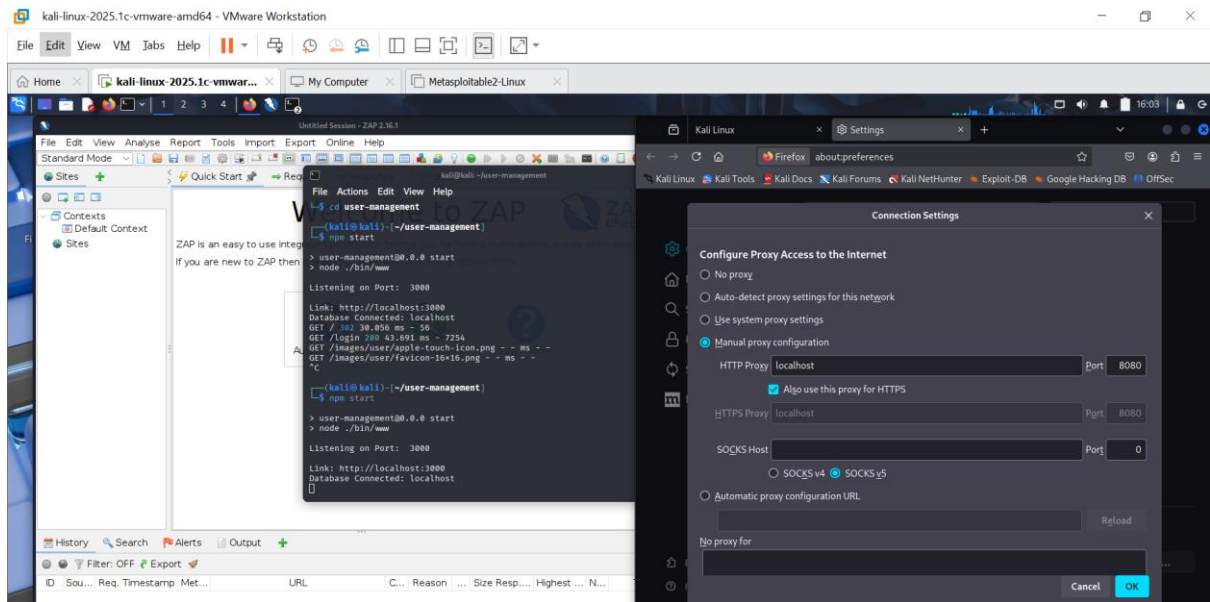 kali-linux-2025.1c-vmware-amd64 - VMware Workstation
File Edit View VM Tabs Help
Home kali-linux-2025.1c-vmwar... My Computer Metasploitable2-Linux
1 2 3 4
16:03
Untitled Session - ZAP 2.16.1
File Edit View Analyse Report Tools Import Export Online Help
Standard Mode
Sites
Quick Start
Req
Contexts
Default Context
Sites
Welcome to ZAP
ZAP is an easy to use integ
If you are new to ZAP then
kali@kali: ~/user-management
File Actions Edit View Help
└─$ cd user-management
┌──(kali㉿kali)-[~/user-management]
└─$ npm start
> user-management@0.0.0 start
> node ./bin/www
Listening on Port: 3000
Link: http://localhost:3000
Database Connected: localhost
GET / 302 30.056 ms - 56
GET /login 200 43.691 ms - 7254
GET /images/user/apple-touch-icon.png - - ms - -
GET /images/user/favicon-16×16.png - - ms - -
^C
┌──(kali㉿kali)-[~/user-management]
└─$ npm start
> user-management@0.0.0 start
> node ./bin/www
Listening on Port: 3000
Link: http://localhost:3000
Database Connected: localhost
History Search Alerts Output
Filter: OFF Export
ID Sou... Req. Timestamp Met... URL C... Reason ... Size Resp.... Highest ... N...
Kali Linux
Settings
Firefox about:preferences
Kali Linux Kali Tools Kali Docs Kali Forums Kali NetHunter Exploit-DB Google Hacking DB OffSec
Connection Settings
Configure Proxy Access to the Internet
No proxy
Auto-detect proxy settings for this network
Use system proxy settings
Manual proxy configuration
HTTP Proxy localhost Port 8080
Also use this proxy for HTTPS
HTTPS Proxy localhost Port 8080
SOCKS Host Port 0
SOCKS v4 SOCKS v5
Automatic proxy configuration URL
Reload
No proxy for
Cancel OK